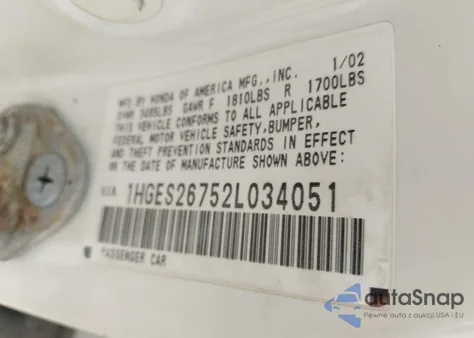 MFD BY HONDA OF AMERICA MFG.,INC. 1/02
GVWR 3485LBS GAWR F 1810LBS R 1700LBS
THIS VEHICLE CONFORMS TO ALL APPLICABLE
FEDERAL MOTOR VEHICLE SAFETY,BUMPER,
AND THEFT PREVENTION STANDARDS IN EFFECT
ON THE DATE OF MANUFACTURE SHOWN ABOVE:
V.I.N. 1HGES26752L034051
PASSENGER CAR
autaSnap
Pewne auta z aukcji USA i EU